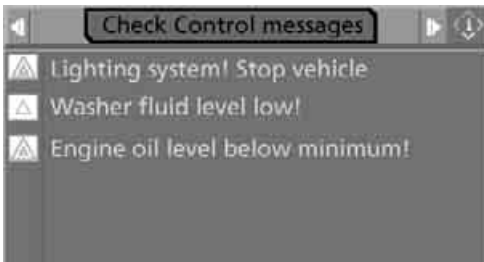 Check Control messages
Lighting system! Stop vehicle
Washer fluid level low!
Engine oil level below minimum!